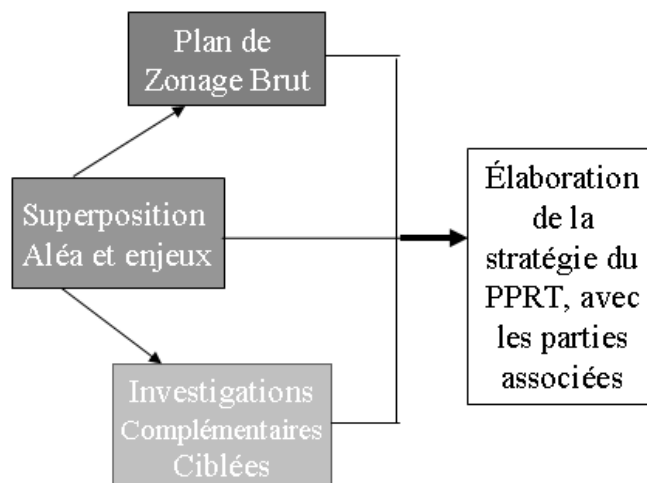 Plan de
Zonage Brut
Superposition
Aléa et enjeux
Investigations
Complémentaires
Ciblées
Élaboration
de la
stratégie du
PPRT, avec
les parties
associées